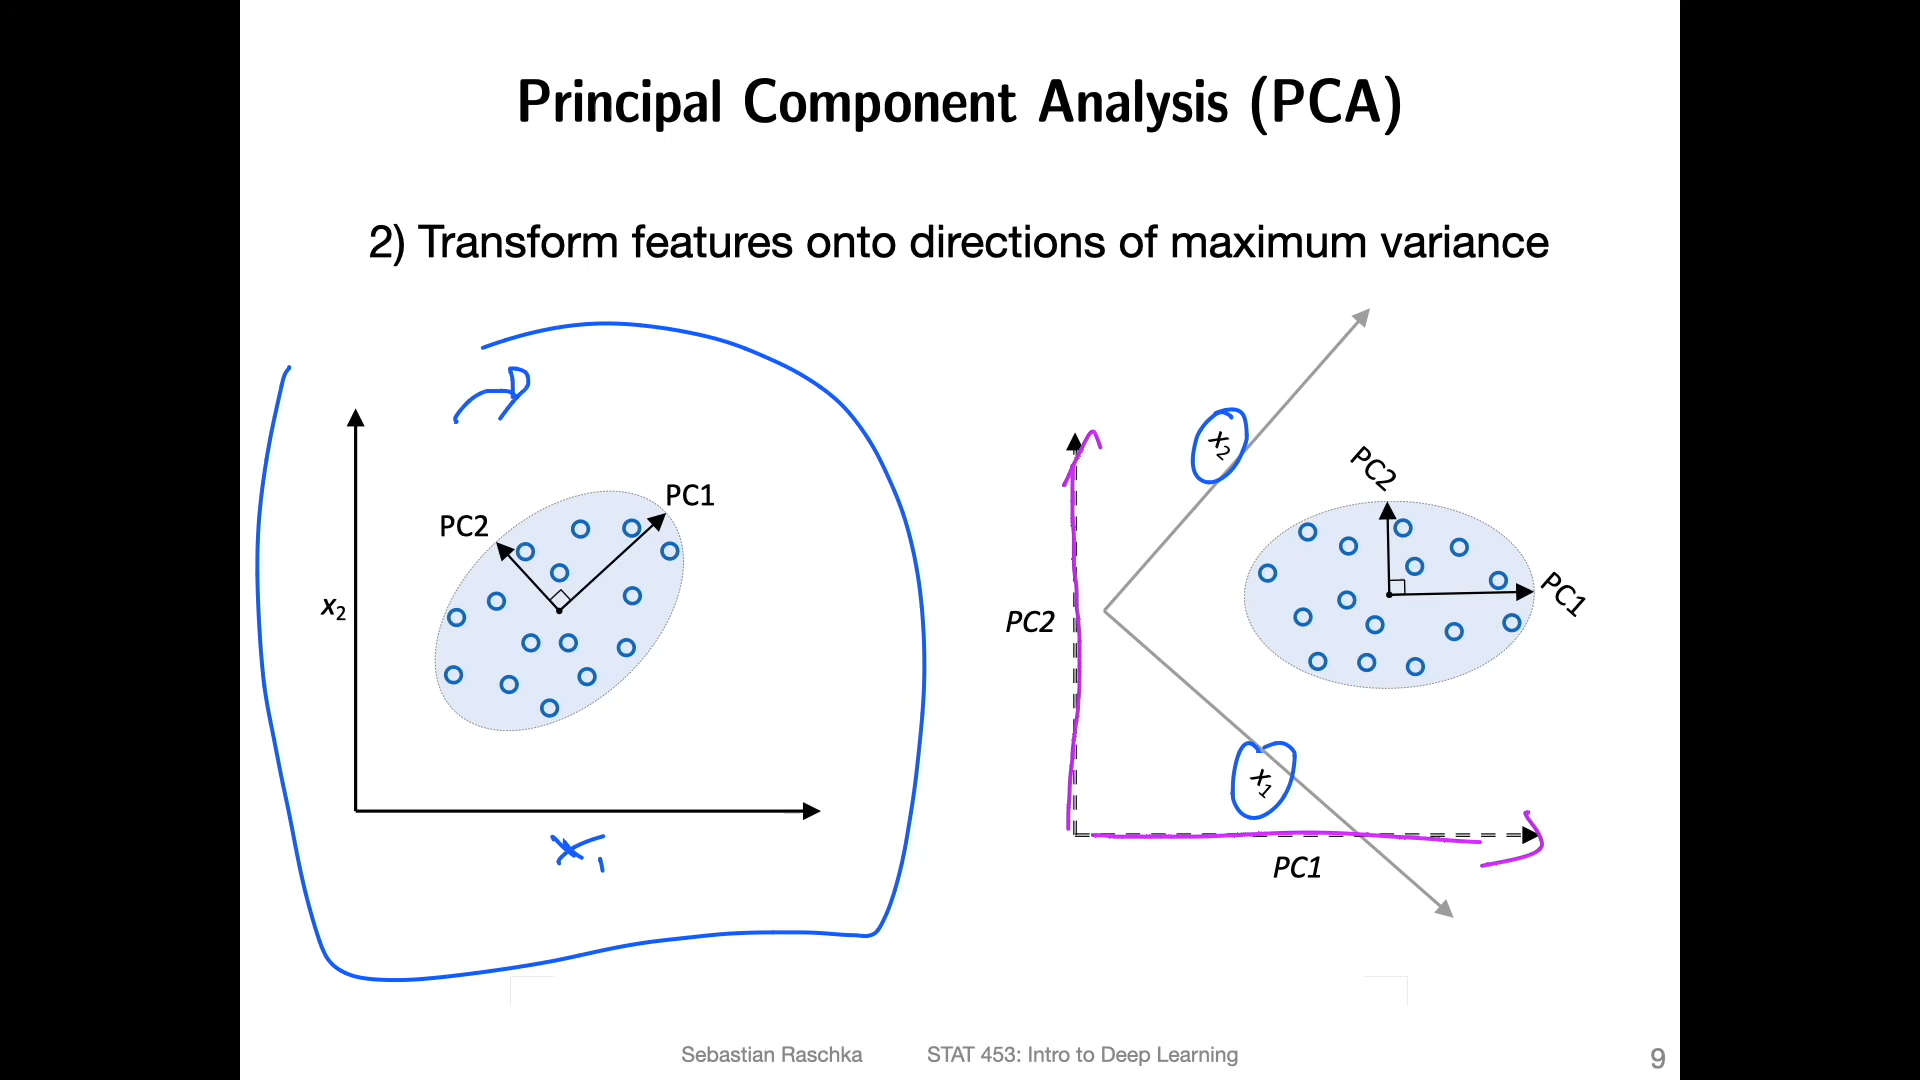 Principal Component Analysis (PCA)
2) Transform features onto directions of maximum variance
PC1
PC2
x2
x1
x2
PC2
PC1
PC2
x1
PC1
Sebastian Raschka
STAT 453: Intro to Deep Learning
9